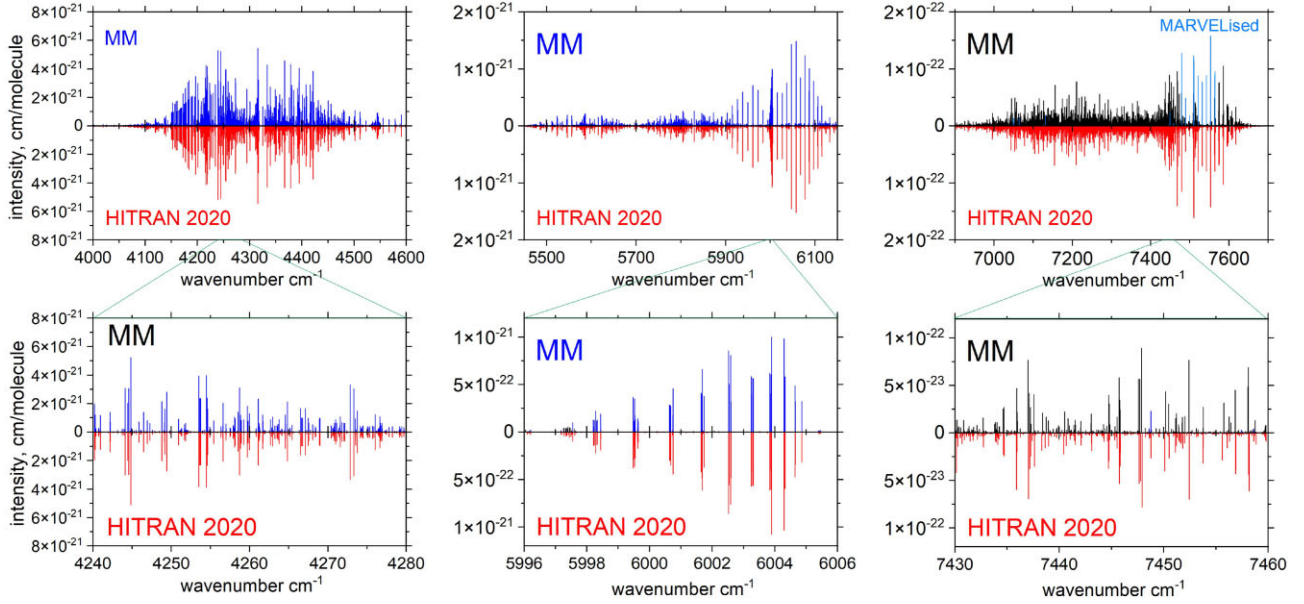 8×10⁻²¹
6×10⁻²¹
4×10⁻²¹
2×10⁻²¹
0
2×10⁻²¹
4×10⁻²¹
6×10⁻²¹
8×10⁻²¹
intensity, cm/molecule
MM
HITRAN 2020
4000 4100 4200 4300 4400 4500 4600
wavenumber cm⁻¹
2×10⁻²¹
1×10⁻²¹
0
1×10⁻²¹
2×10⁻²¹
MM
HITRAN 2020
5500 5700 5900 6100
wavenumber cm⁻¹
2×10⁻²²
1×10⁻²²
0
1×10⁻²²
2×10⁻²²
MM
MARVELised
HITRAN 2020
7000 7200 7400 7600
wavenumber cm⁻¹
8×10⁻²¹
6×10⁻²¹
4×10⁻²¹
2×10⁻²¹
0
2×10⁻²¹
4×10⁻²¹
6×10⁻²¹
8×10⁻²¹
intensity, cm/molecule
MM
HITRAN 2020
4240 4250 4260 4270 4280
wavenumber cm⁻¹
1×10⁻²¹
5×10⁻²²
0
5×10⁻²²
1×10⁻²¹
MM
HITRAN 2020
5996 5998 6000 6002 6004 6006
wavenumber cm⁻¹
1×10⁻²²
5×10⁻²³
0
5×10⁻²³
1×10⁻²²
MM
HITRAN 2020
7430 7440 7450 7460
wavenumber cm⁻¹